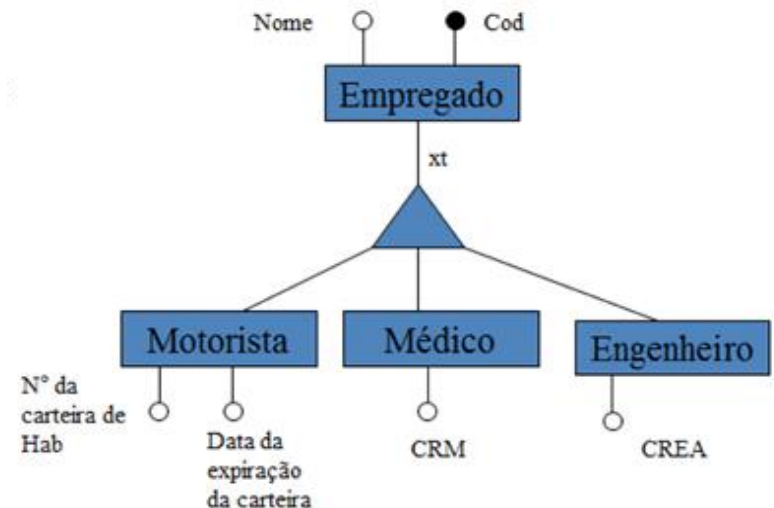 Nome
Cod
Empregado
xt
Motorista
Médico
Engenheiro
N° da
carteira de
Hab
Data da
expiração
da carteira
CRM
CREA